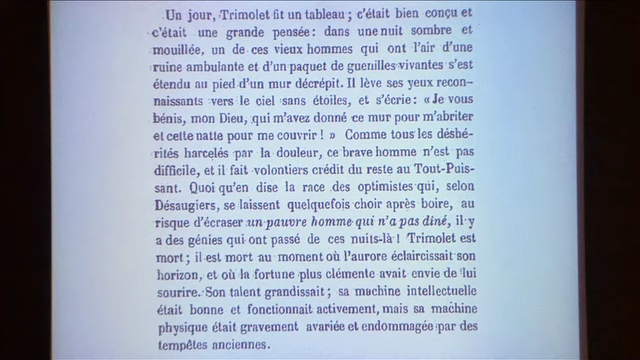 Un jour, Trimolet fit un tableau ; c'était bien conçu et
c'était une grande pensée : dans une nuit sombre et
mouillée, un de ces vieux hommes qui ont l'air d'une
ruine ambulante et d'un paquet de guenilles vivantes s'est
étendu au pied d'un mur décrépit. Il lève ses yeux recon-
naissants vers le ciel sans étoiles, et s'écrie : « Je vous
bénis, mon Dieu, qui m'avez donné ce mur pour m'abriter
et cette natte pour me couvrir ! » Comme tous les déshé-
rités harcelés par la douleur, ce brave homme n'est pas
difficile, et il fait volontiers crédit du reste au Tout-Puis-
sant. Quoi qu'en dise la race des optimistes qui, selon
Désaugiers, se laissent quelquefois choir après boire, au
risque d'écraser un pauvre homme qui n'a pas dîné, il y
a des génies qui ont passé de ces nuits-là ! Trimolet est
mort ; il est mort au moment où l'aurore éclaircissait son
horizon, et où la fortune plus clémente avait envie de lui
sourire. Son talent grandissait ; sa machine intellectuelle
était bonne et fonctionnait activement, mais sa machine
physique était gravement avariée et endommagée par des
tempêtes anciennes.